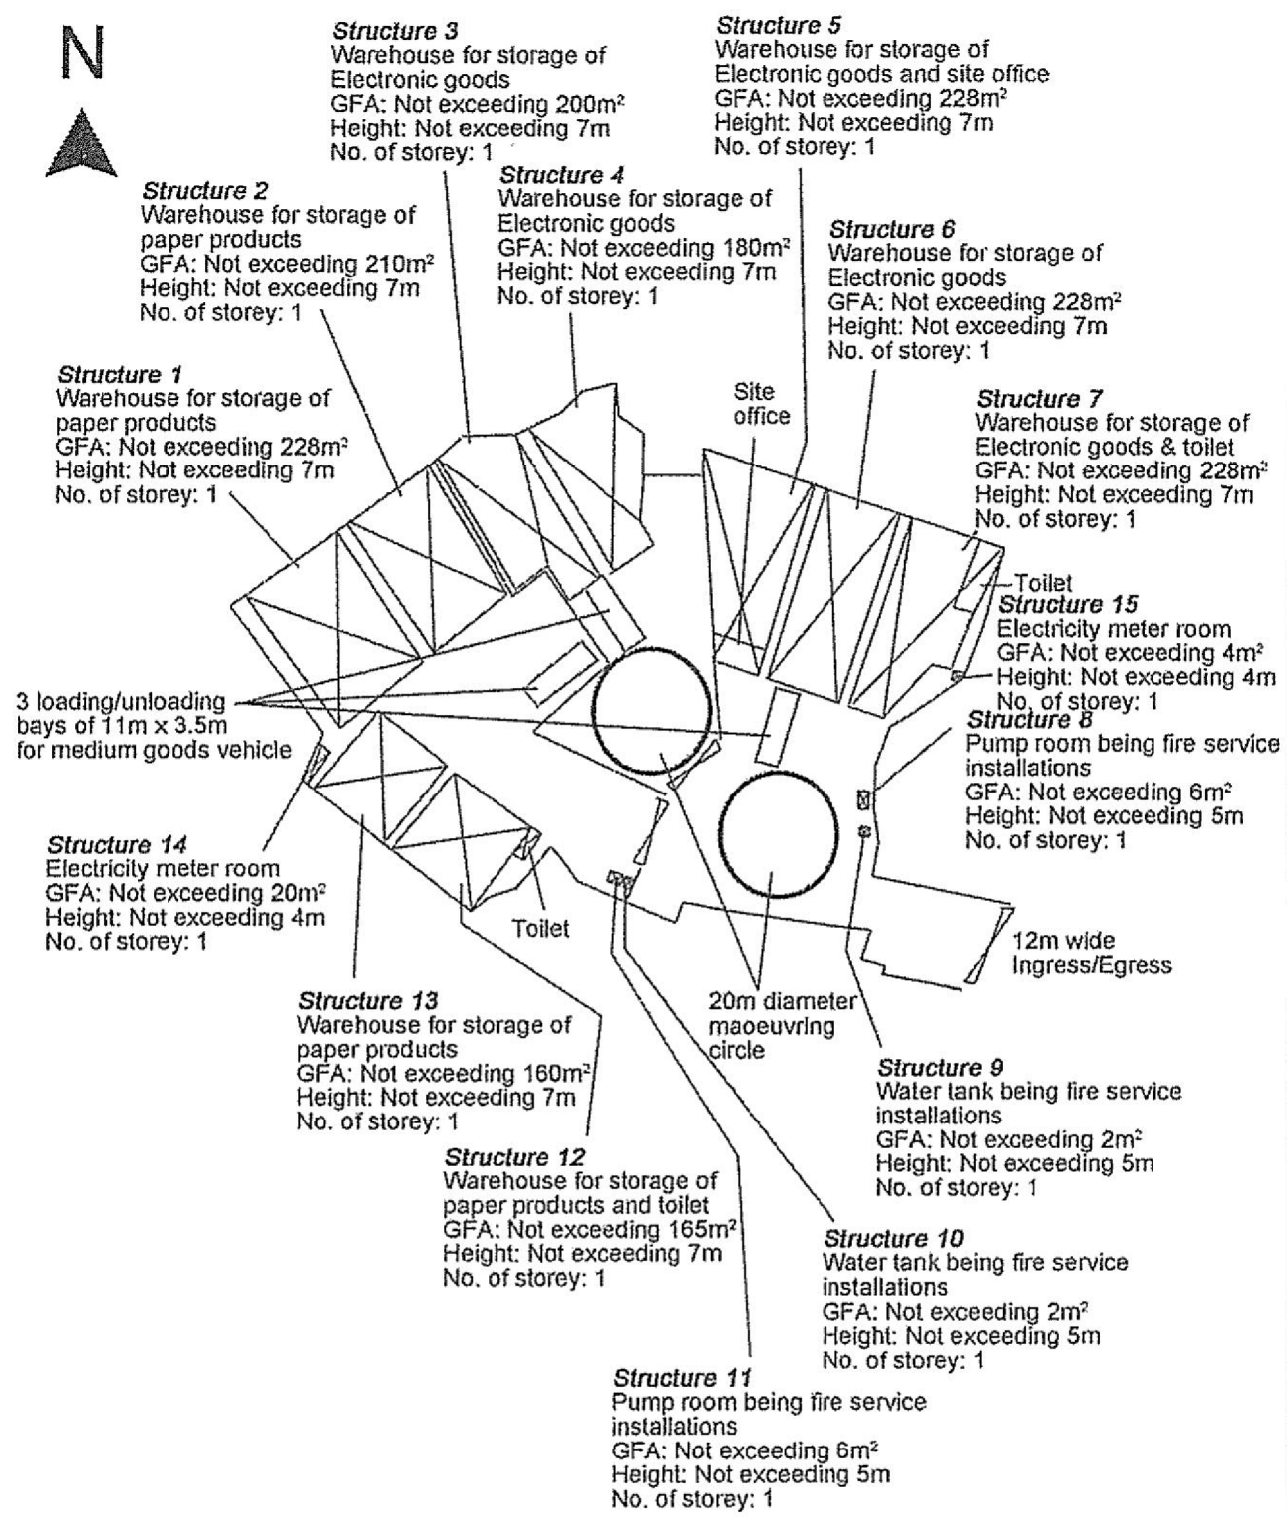 N
Structure 3
Warehouse for storage of
Electronic goods
GFA: Not exceeding 200m²
Height: Not exceeding 7m
No. of storey: 1
Structure 5
Warehouse for storage of
Electronic goods and site office
GFA: Not exceeding 228m²
Height: Not exceeding 7m
No. of storey: 1
Structure 2
Warehouse for storage of
paper products
GFA: Not exceeding 210m²
Height: Not exceeding 7m
No. of storey: 1
Structure 4
Warehouse for storage of
Electronic goods
GFA: Not exceeding 180m²
Height: Not exceeding 7m
No. of storey: 1
Structure 6
Warehouse for storage of
Electronic goods
GFA: Not exceeding 228m²
Height: Not exceeding 7m
No. of storey: 1
Structure 1
Warehouse for storage of
paper products
GFA: Not exceeding 228m²
Height: Not exceeding 7m
No. of storey: 1
Site
office
Structure 7
Warehouse for storage of
Electronic goods & toilet
GFA: Not exceeding 228m²
Height: Not exceeding 7m
No. of storey: 1
Toilet
Structure 15
Electricity meter room
GFA: Not exceeding 4m²
Height: Not exceeding 4m
No. of storey: 1
3 loading/unloading
bays of 11m x 3.5m
for medium goods vehicle
Structure 8
Pump room being fire service
installations
GFA: Not exceeding 6m²
Height: Not exceeding 5m
No. of storey: 1
Structure 14
Electricity meter room
GFA: Not exceeding 20m²
Height: Not exceeding 4m
No. of storey: 1
Toilet
12m wide
Ingress/Egress
Structure 13
Warehouse for storage of
paper products
GFA: Not exceeding 160m²
Height: Not exceeding 7m
No. of storey: 1
20m diameter
maoeuvring
circle
Structure 9
Water tank being fire service
installations
GFA: Not exceeding 2m²
Height: Not exceeding 5m
No. of storey: 1
Structure 12
Warehouse for storage of
paper products and toilet
GFA: Not exceeding 165m²
Height: Not exceeding 7m
No. of storey: 1
Structure 10
Water tank being fire service
installations
GFA: Not exceeding 2m²
Height: Not exceeding 5m
No. of storey: 1
Structure 11
Pump room being fire service
installations
GFA: Not exceeding 6m²
Height: Not exceeding 5m
No. of storey: 1